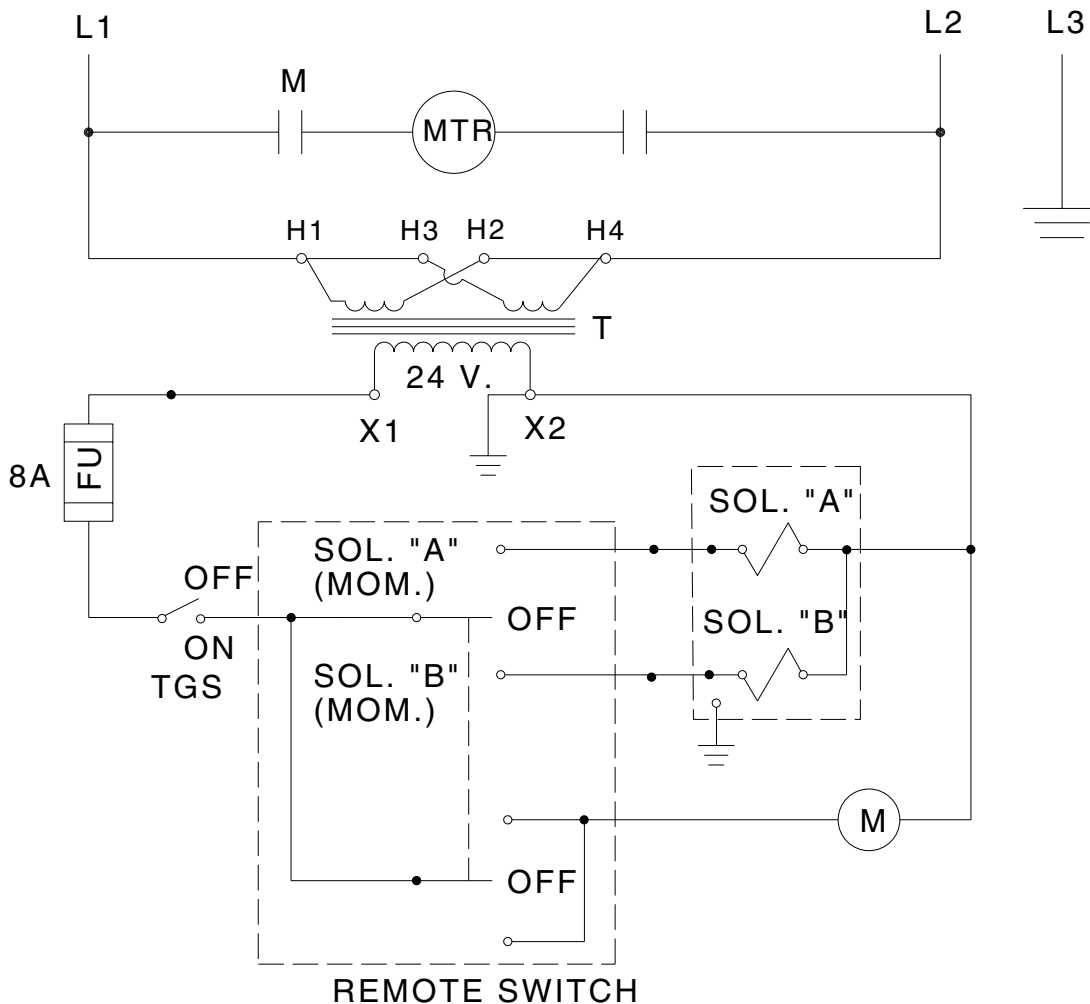 L1
L2
L3
M
MTR
H1
H3
H2
H4
T
24 V.
X1
X2
8A
FU
SOL. "A"
SOL. "A"
(MOM.)
OFF
OFF
ON
TGS
SOL. "B"
SOL. "B"
(MOM.)
M
OFF
REMOTE SWITCH